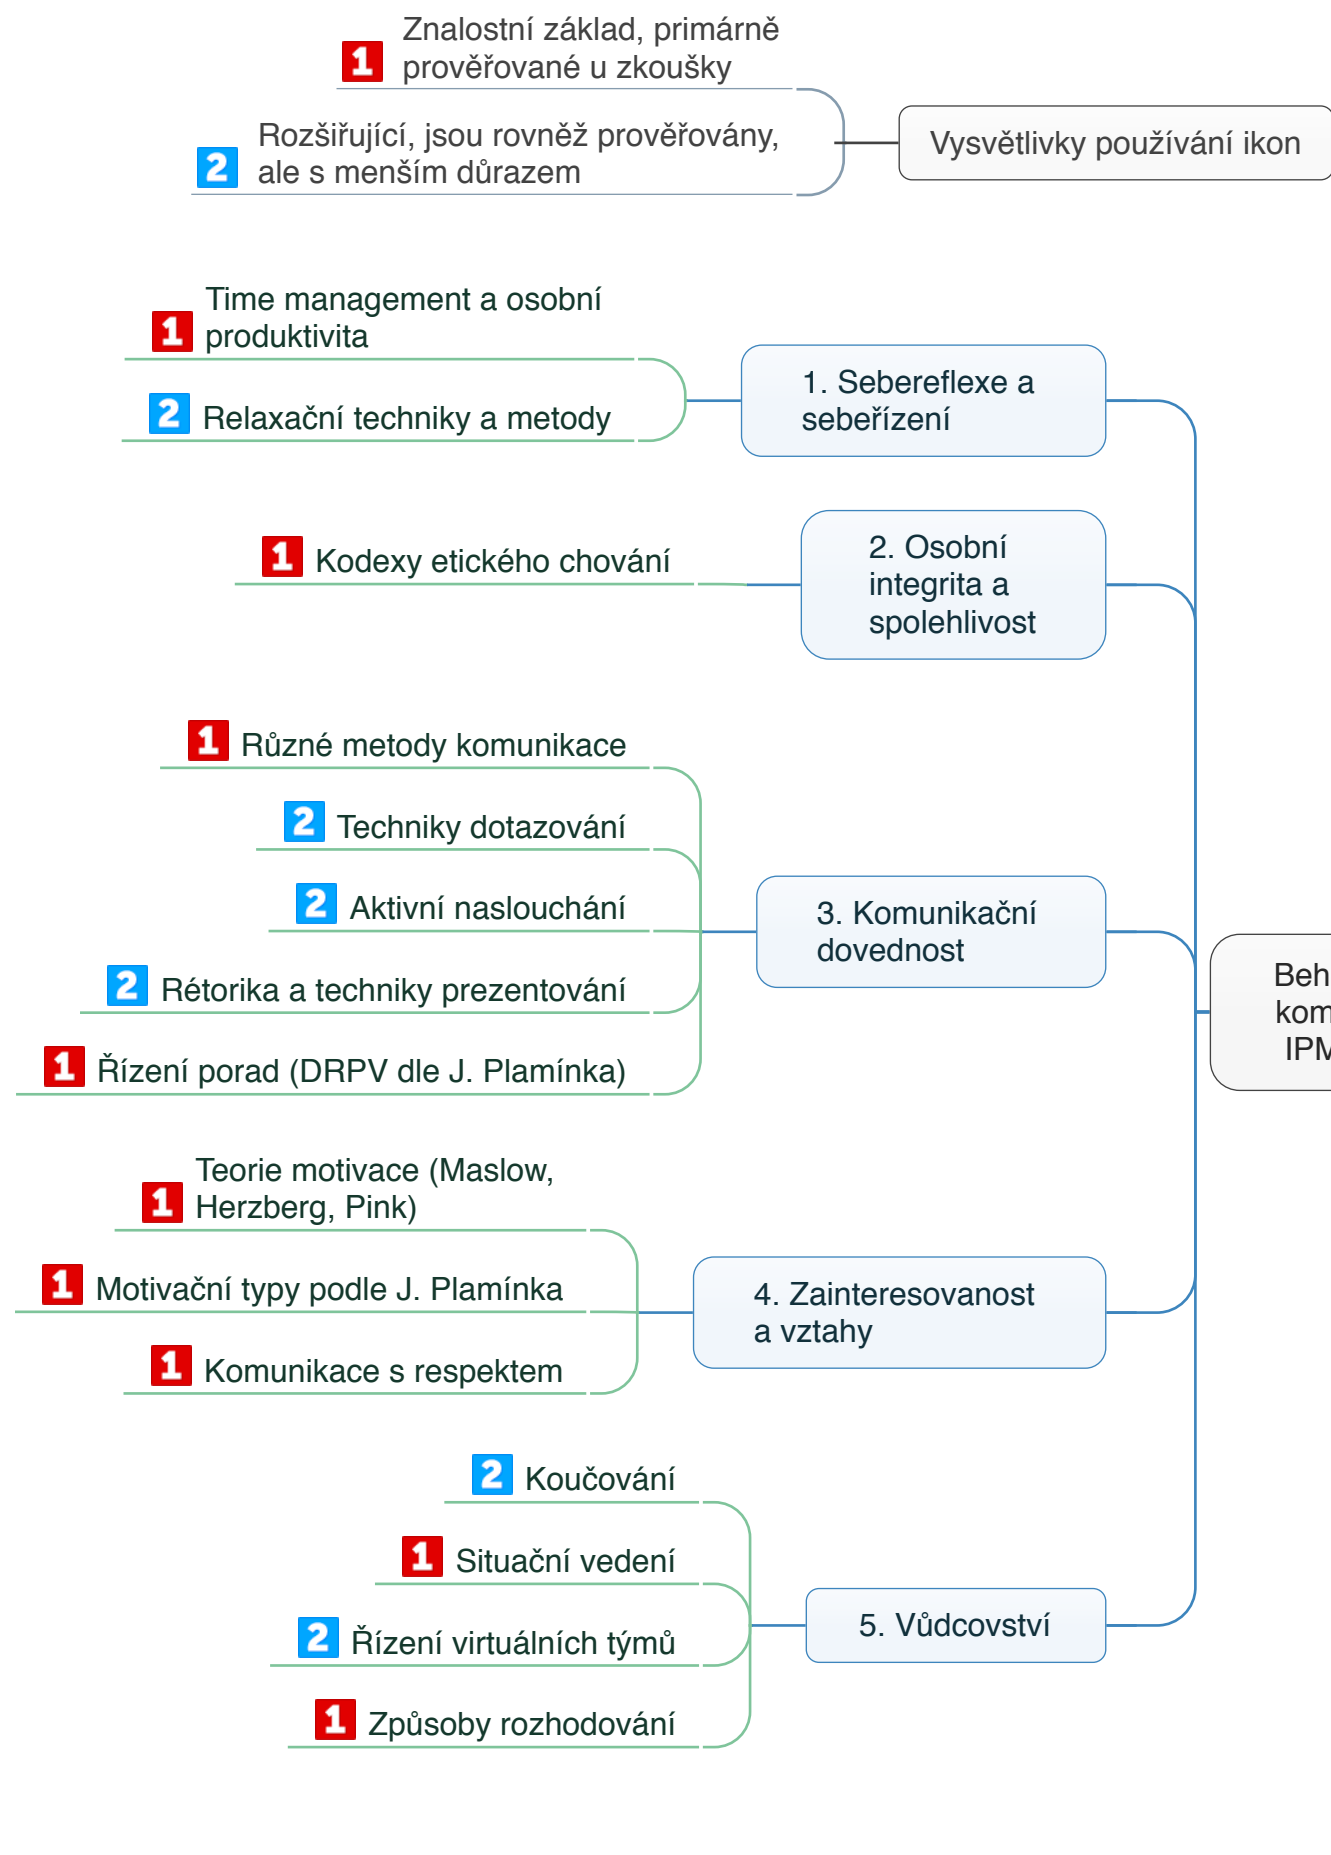 Znalostní základ, primárně
1 prověřované u zkoušky
Rozšiřující, jsou rovněž prověřovány,
2 ale s menším důrazem
Vysvětlivky používání ikon
Time management a osobní
1 produktivita
2 Relaxační techniky a metody
1. Sebereflexe a
sebeřízení
1 Kodexy etického chování
2. Osobní
integrita a
spolehlivost
1 Různé metody komunikace
2 Techniky dotazování
2 Aktivní naslouchání
2 Rétorika a techniky prezentování
1 Řízení porad (DRPV dle J. Plamínka)
3. Komunikační
dovednost
Teorie motivace (Maslow,
1 Herzberg, Pink)
1 Motivační typy podle J. Plamínka
1 Komunikace s respektem
4. Zainteresovanost
a vztahy
2 Koučování
1 Situační vedení
2 Řízení virtuálních týmů
1 Způsoby rozhodování
5. Vůdcovství